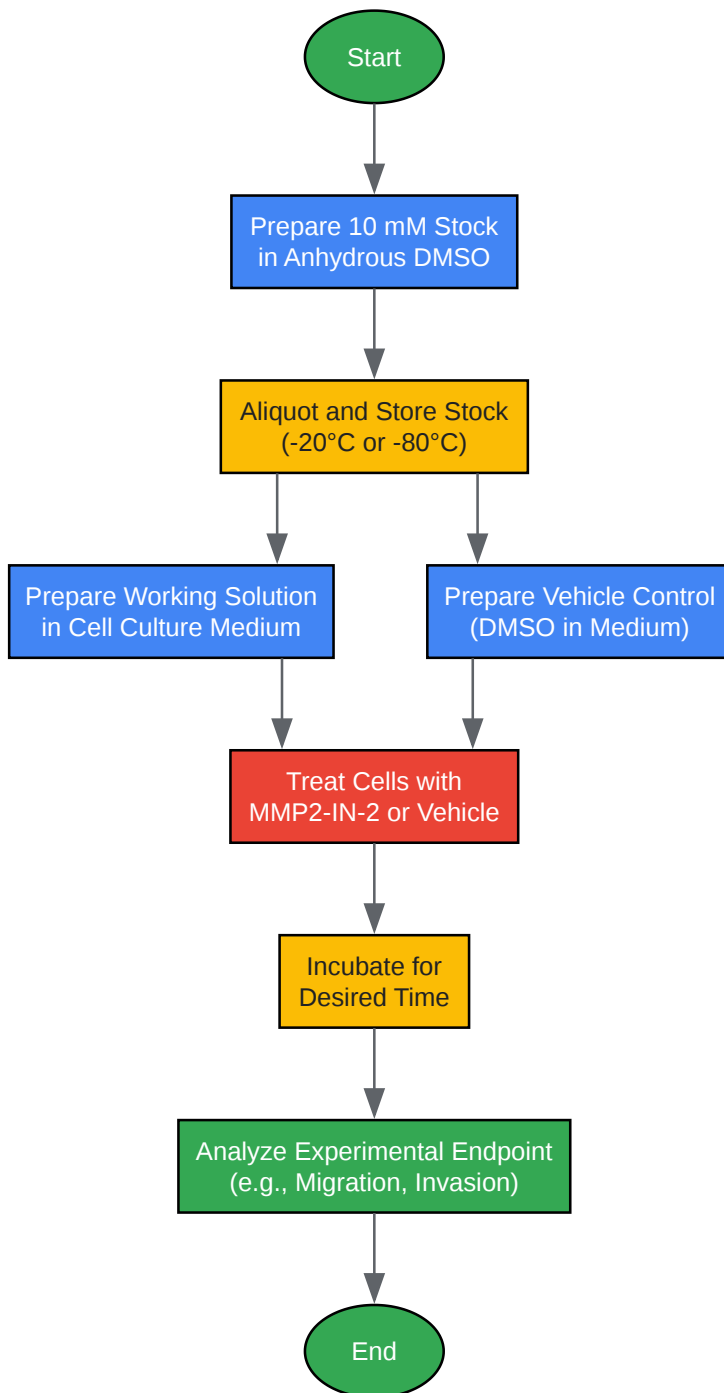 Start
Prepare 10 mM Stock
in Anhydrous DMSO
Aliquot and Store Stock
(-20°C or -80°C)
Prepare Working Solution
in Cell Culture Medium
Prepare Vehicle Control
(DMSO in Medium)
Treat Cells with
MMP2-IN-2 or Vehicle
Incubate for
Desired Time
Analyze Experimental Endpoint
(e.g., Migration, Invasion)
End